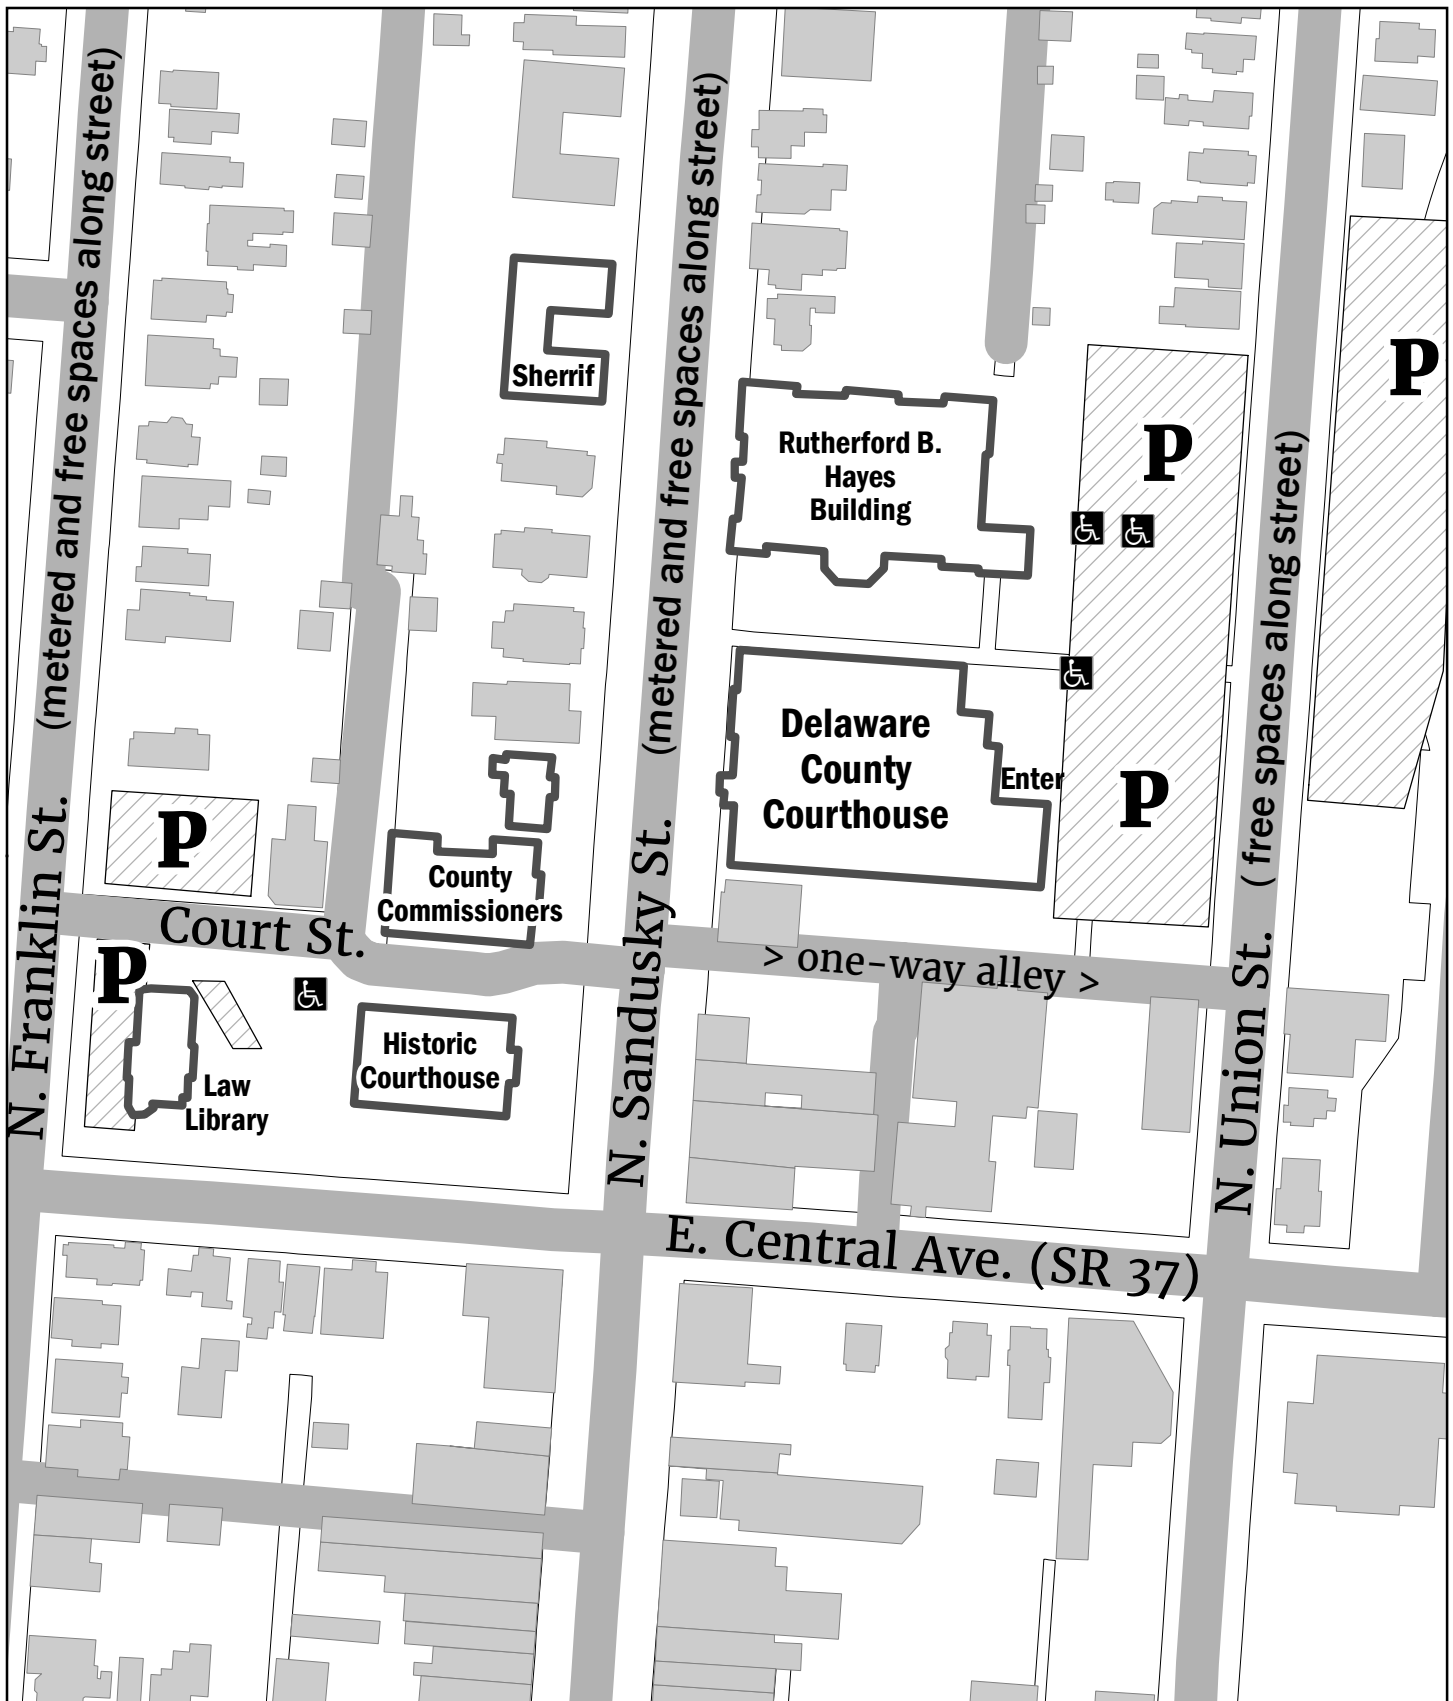 (metered and free spaces along street)
(metered and free spaces along street)
Sherrif
P
Rutherford B.
Hayes
Building
P
( free spaces along street)
Delaware
County
Courthouse
Enter
P
P
County
Commissioners
N. Franklin St.
Court St.
N. Sandusky St.
> one-way alley >
N. Union St.
P
Historic
Courthouse
Law
Library
E. Central Ave. (SR 37)